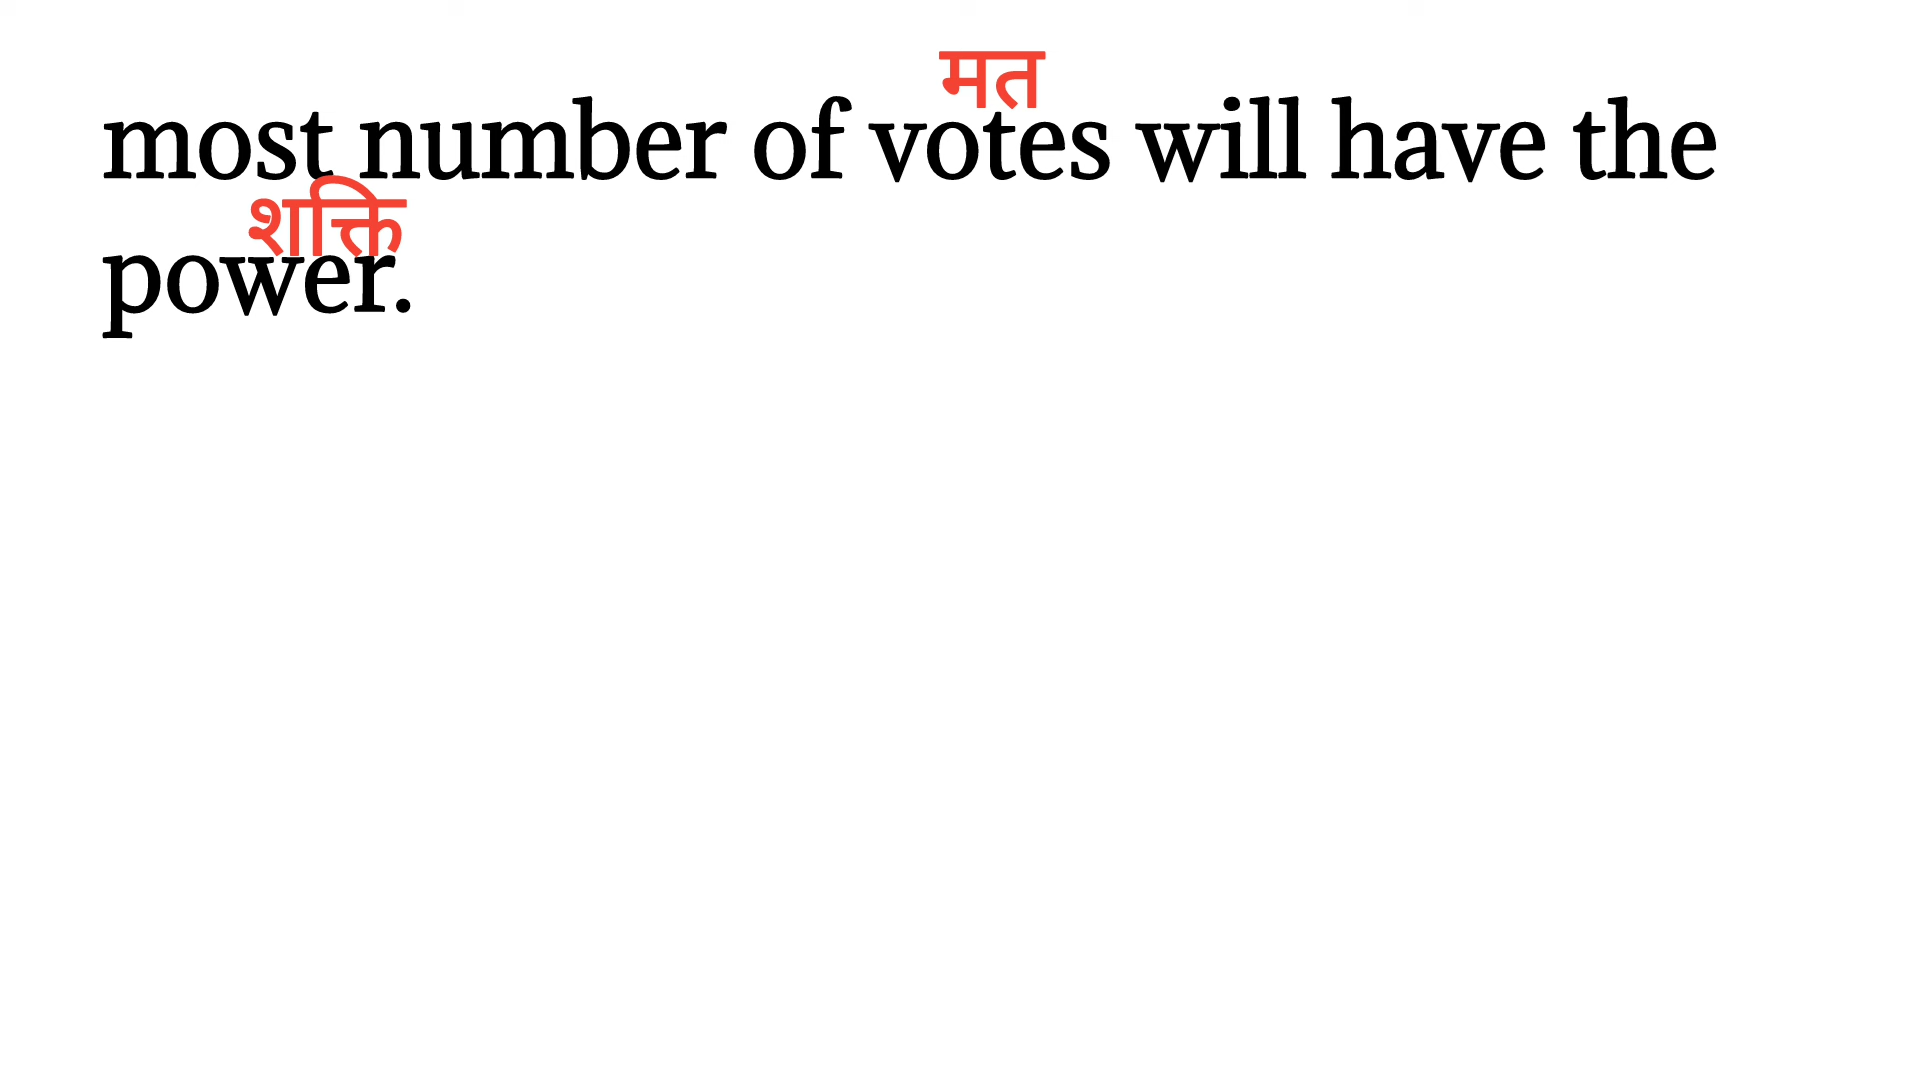 मत
most number of votes will have the
शक्ति
power.